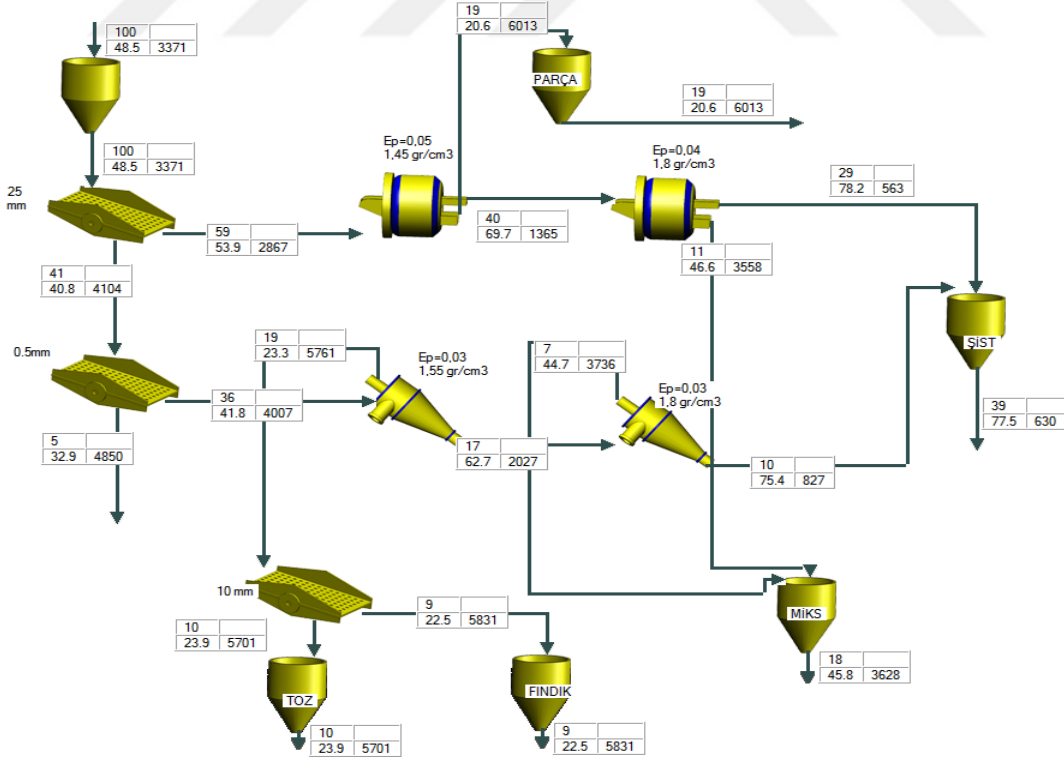 19
20.6 6013
100
48.5 3371
PARÇA
19
20.6 6013
Ep=0,05
1,45 gr/cm3
Ep=0,04
1,8 gr/cm3
100
48.5 3371
29
78.2 563
25
mm
59
53.9 2867
40
69.7 1365
11
46.6 3558
41
40.8 4104
19
23.3 5761
0.5mm
Ep=0,03
1,55 gr/cm3
7
44.7 3736
ŞİST
Ep=0,03
1,8 gr/cm3
36
41.8 4007
39
77.5 630
5
32.9 4850
17
62.7 2027
10
75.4 827
10 mm
9
22.5 5831
MİKS
10
23.9 5701
18
45.8 3628
TOZ
FINDIK
10
23.9 5701
9
22.5 5831